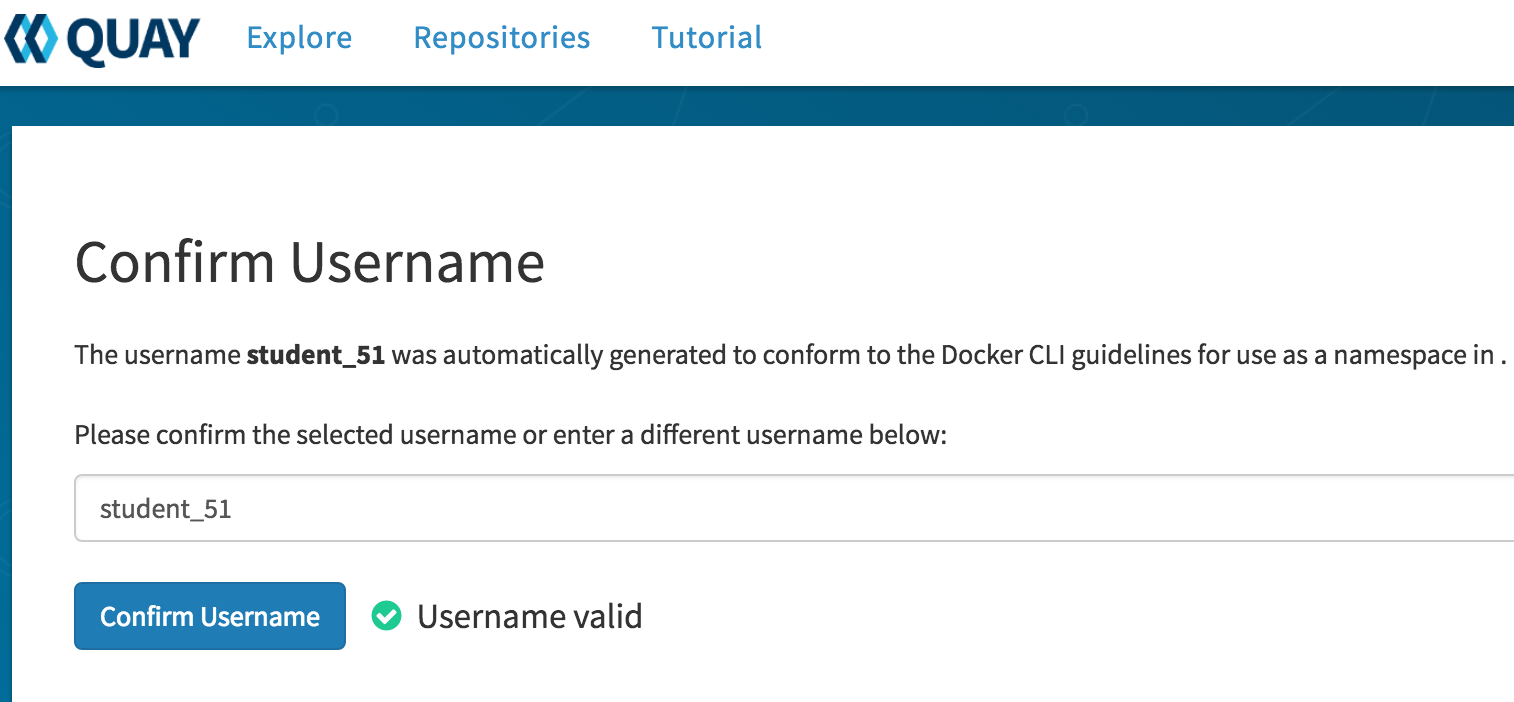 QUAY Explore Repositories Tutorial
Confirm Username
The username student_51 was automatically generated to conform to the Docker CLI guidelines for use as a namespace in .
Please confirm the selected username or enter a different username below:
student_51
Confirm Username Username valid